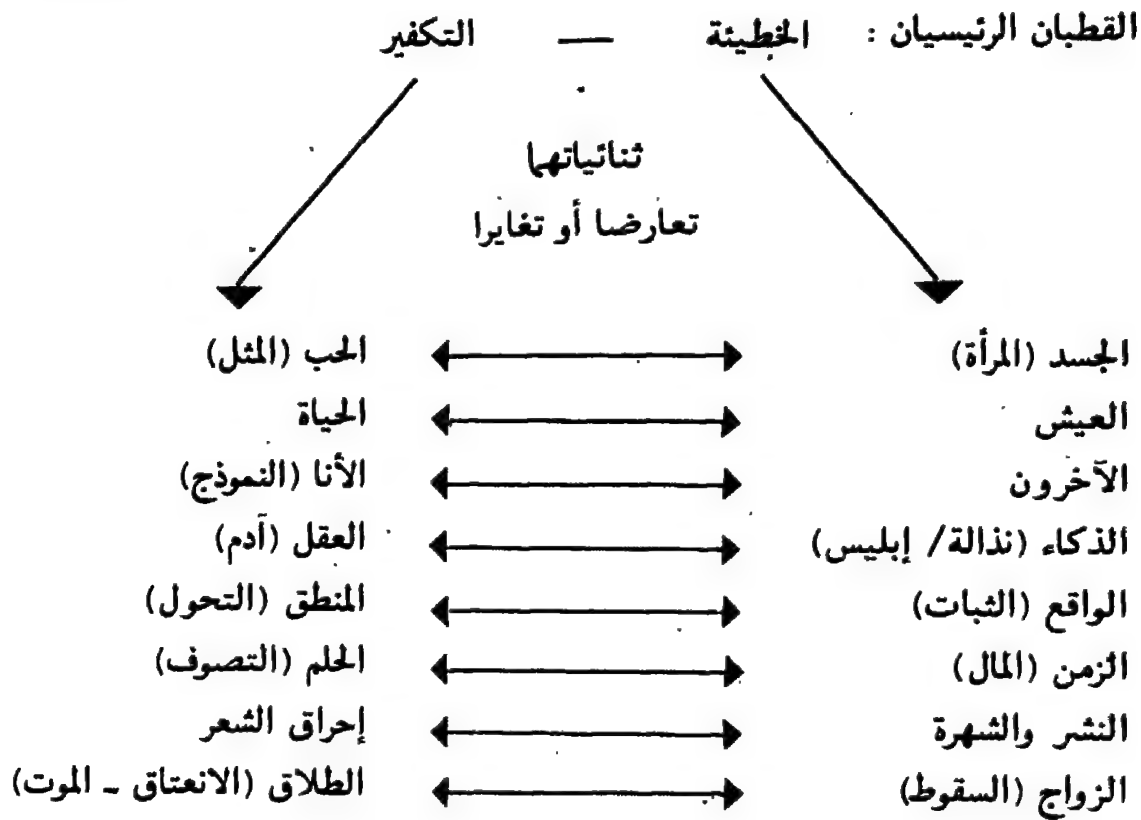 القطبان الرئيسيان : الخطيئة — التكفير
ثنائياتهما
تعارضا أو تغايرا
الجسد (المرأة) الحب (المثل)
العيش الحياة
الآخرون الأنا (النموذج)
الذكاء (نذالة/ إبليس) العقل (آدم)
الواقع (الثبات) المنطق (التحول)
الزمن (المال) الحلم (التصوف)
النشر والشهرة إحراق الشعر
الزواج (السقوط) الطلاق (الانعتاق - الموت)